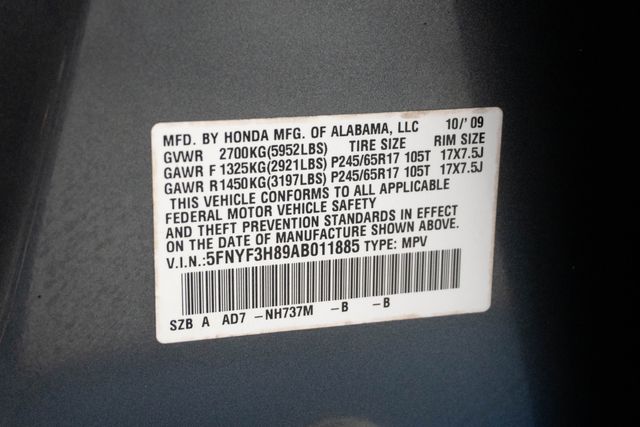 MFD. BY HONDA MFG. OF ALABAMA, LLC 10/'09
GVWR 2700KG(5952LBS) TIRE SIZE RIM SIZE
GAWR F 1325KG(2921LBS) P245/65R17 105T 17X7.5J
GAWR R1450KG(3197LBS) P245/65R17 105T 17X7.5J
THIS VEHICLE CONFORMS TO ALL APPLICABLE
FEDERAL MOTOR VEHICLE SAFETY
AND THEFT PREVENTION STANDARDS IN EFFECT
ON THE DATE OF MANUFACTURE SHOWN ABOVE.
V.I.N.:5FNYF3H89AB011885 TYPE: MPV
SZB A AD7 -NH737M -B -B